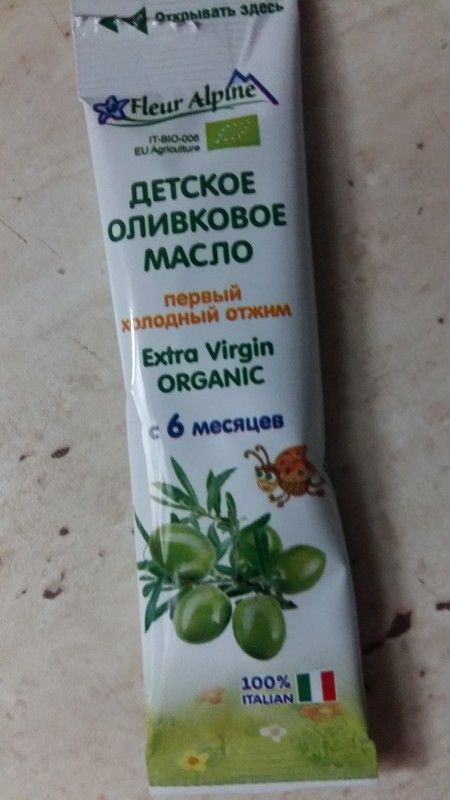 Открывать здесь
Fleur Alpine
IT-BIO-006
EU Agriculture
ДЕТСКОЕ
ОЛИВКОВОЕ
МАСЛО
первый
холодный отжим
Extra Virgin
ORGANIC
с 6 месяцев
100%
ITALIAN